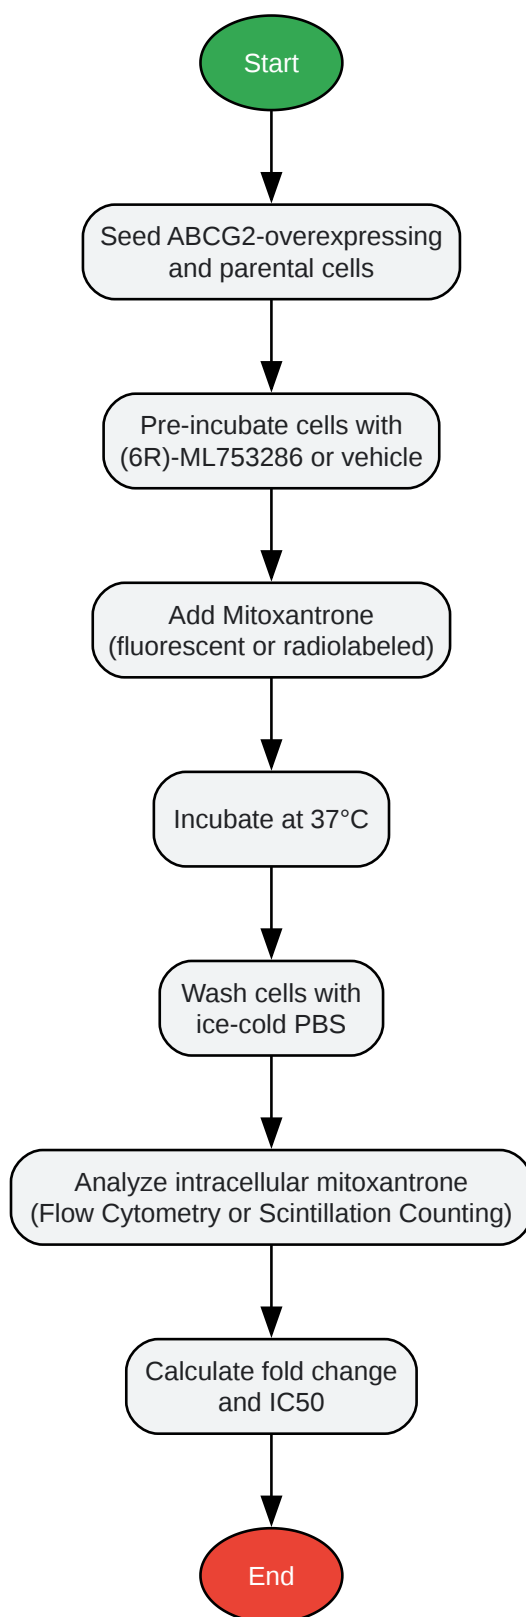 Start
Seed ABCG2-overexpressing
and parental cells
Pre-incubate cells with
(6R)-ML753286 or vehicle
Add Mitoxantrone
(fluorescent or radiolabeled)
Incubate at 37°C
Wash cells with
ice-cold PBS
Analyze intracellular mitoxantrone
(Flow Cytometry or Scintillation Counting)
Calculate fold change
and IC50
End